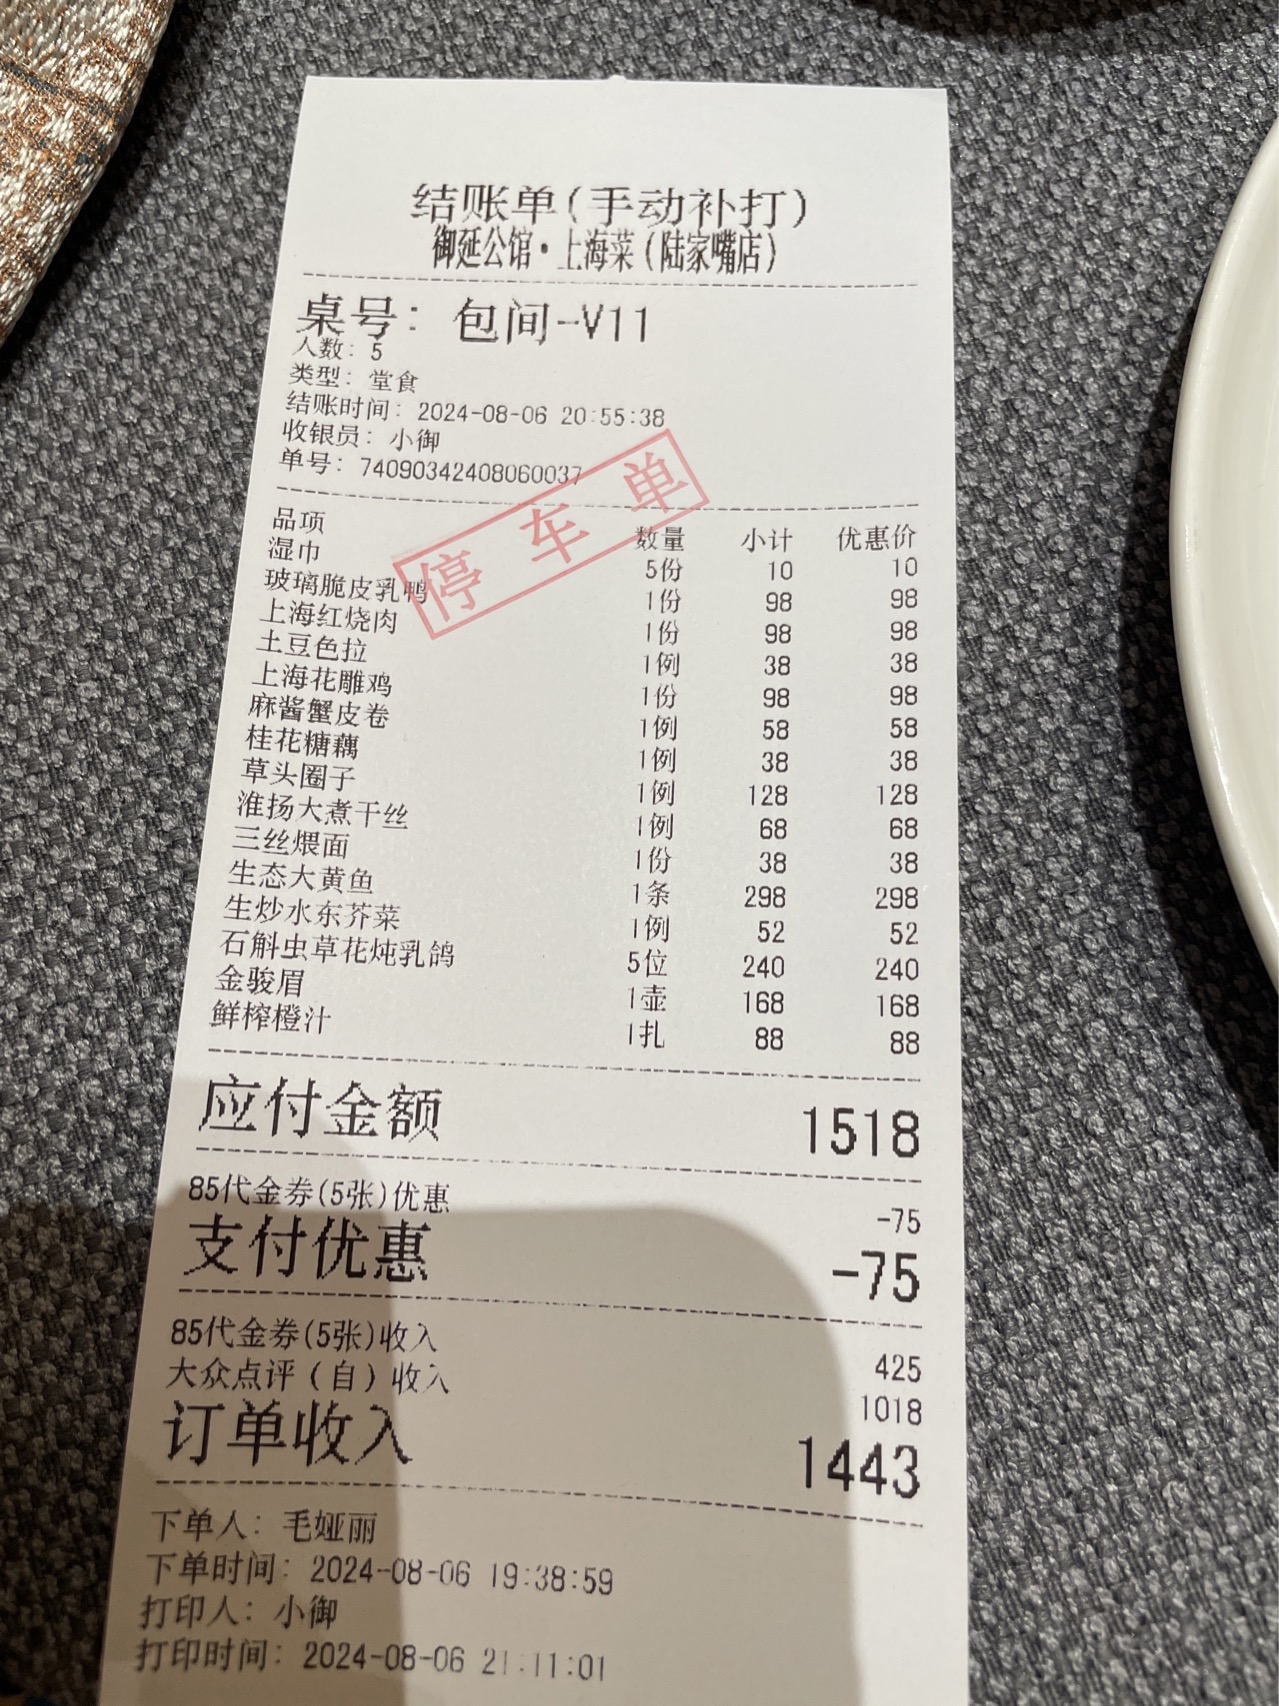 结账单(手动补打)
御延公馆·上海菜(陆家嘴店)
桌号: 包间-V11
人数: 5
类型: 堂食
结账时间: 2024-08-06 20:55:38
收银员: 小御
单号: 74090342408060037
停车单
品项 数量 小计 优惠价
湿巾 5份 10 10
玻璃脆皮乳鸭 1份 98 98
上海红烧肉 1份 98 98
土豆色拉 1例 38 38
上海花雕鸡 1份 98 98
麻酱蟹皮卷 1例 58 58
桂花糖藕 1例 38 38
草头圈子 1例 128 128
淮扬大煮干丝 1例 68 68
三丝煨面 1份 38 38
生态大黄鱼 1条 298 298
生炒水东芥菜 1例 52 52
石斛虫草花炖乳鸽 5位 240 240
金骏眉 1壶 168 168
鲜榨橙汁 1扎 88 88
应付金额 1518
85代金券(5张)优惠 -75
支付优惠 -75
85代金券(5张)收入 425
大众点评(自)收入 1018
订单收入 1443
下单人: 毛娅丽
下单时间: 2024-08-06 19:38:59
打印人: 小御
打印时间: 2024-08-06 21:11:01